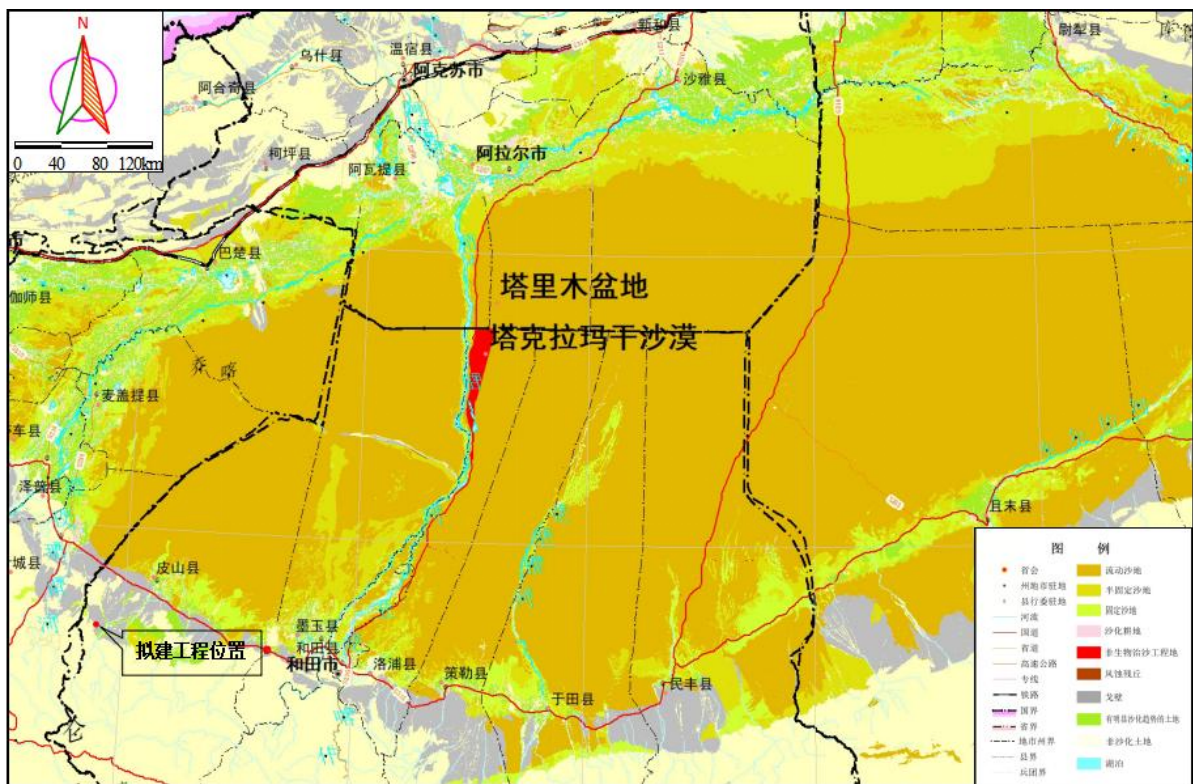 N
0 40 80 120km
乌什县
温宿县
阿克苏市
新和县
尉犁县
阿合奇县
沙雅县
柯坪县
阿瓦提县
阿拉尔市
巴楚县
伽师县
塔里木盆地
塔克拉玛干沙漠
麦盖提县
泽普县
皮山县
且末县
墨玉县
和田县
和田市
洛浦县
策勒县
于田县
民丰县
拟建工程位置
图 例
省会
州地市驻地
县行委驻地
河流
国道
省道
高速公路
专线
铁路
国界
省界
地市州界
县界
兵团界
流动沙地
半固定沙地
固定沙地
沙化耕地
非生物治沙工程地
风蚀残丘
戈壁
有明显沙化趋势的土地
非沙化土地
湖泊